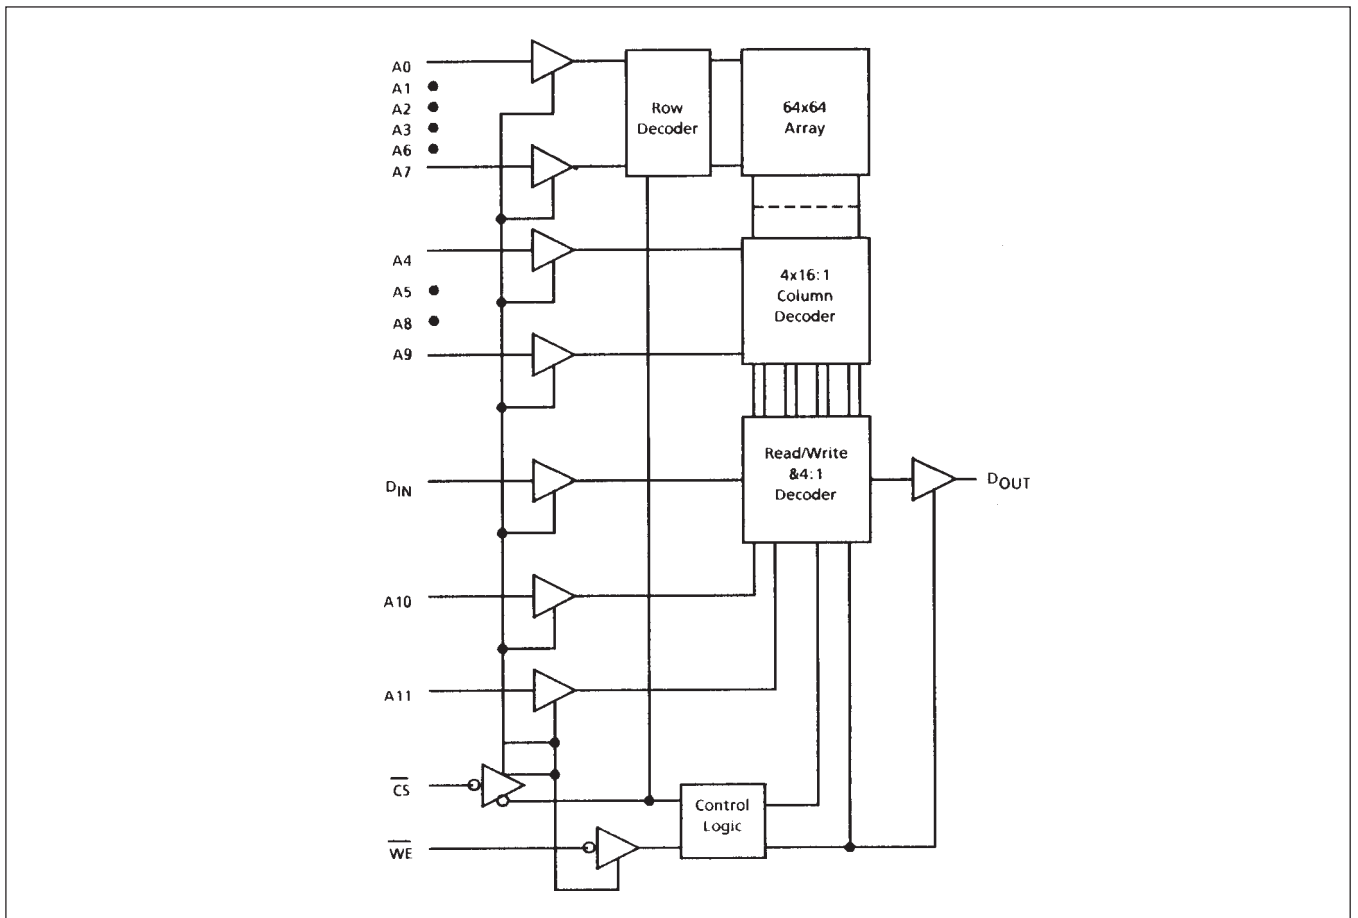 A0
A1
A2
A3
A6
A7
A4
A5
A8
A9
DIN
A10
A11
CS
WE
Row
Decoder
64x64
Array
4x16:1
Column
Decoder
Read/Write
&4:1
Decoder
DOUT
Control
Logic